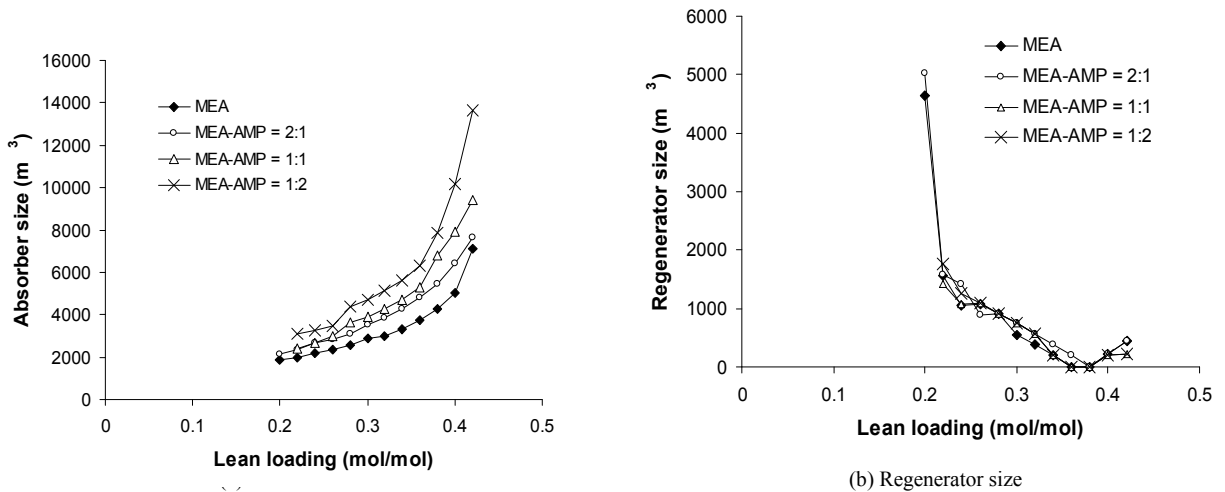 Absorber size (m³)
16000
14000
12000
10000
8000
6000
4000
2000
0
MEA
MEA-AMP = 2:1
MEA-AMP = 1:1
MEA-AMP = 1:2
0 0.1 0.2 0.3 0.4 0.5
Lean loading (mol/mol)
Regenerator size (m ³)
6000
5000
4000
3000
2000
1000
0
MEA
MEA-AMP = 2:1
MEA-AMP = 1:1
MEA-AMP = 1:2
0 0.1 0.2 0.3 0.4 0.5
Lean loading (mol/mol)
(b) Regenerator size